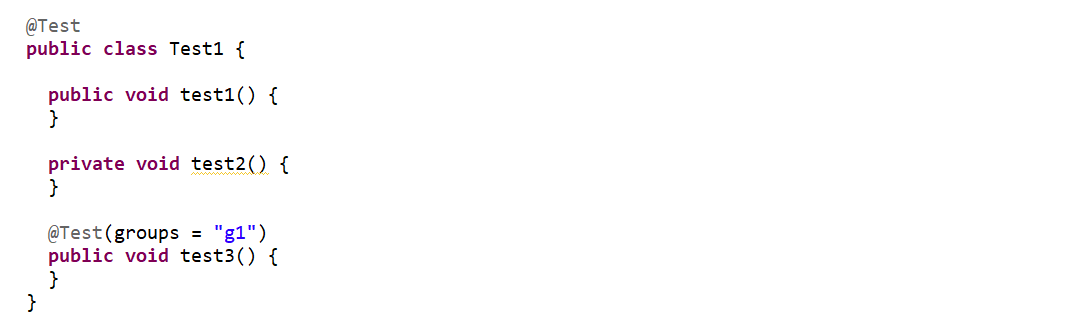 @Test
public class Test1 {
public void test1() {
}
private void test2() {
}
@Test(groups = "g1")
public void test3() {
}
}